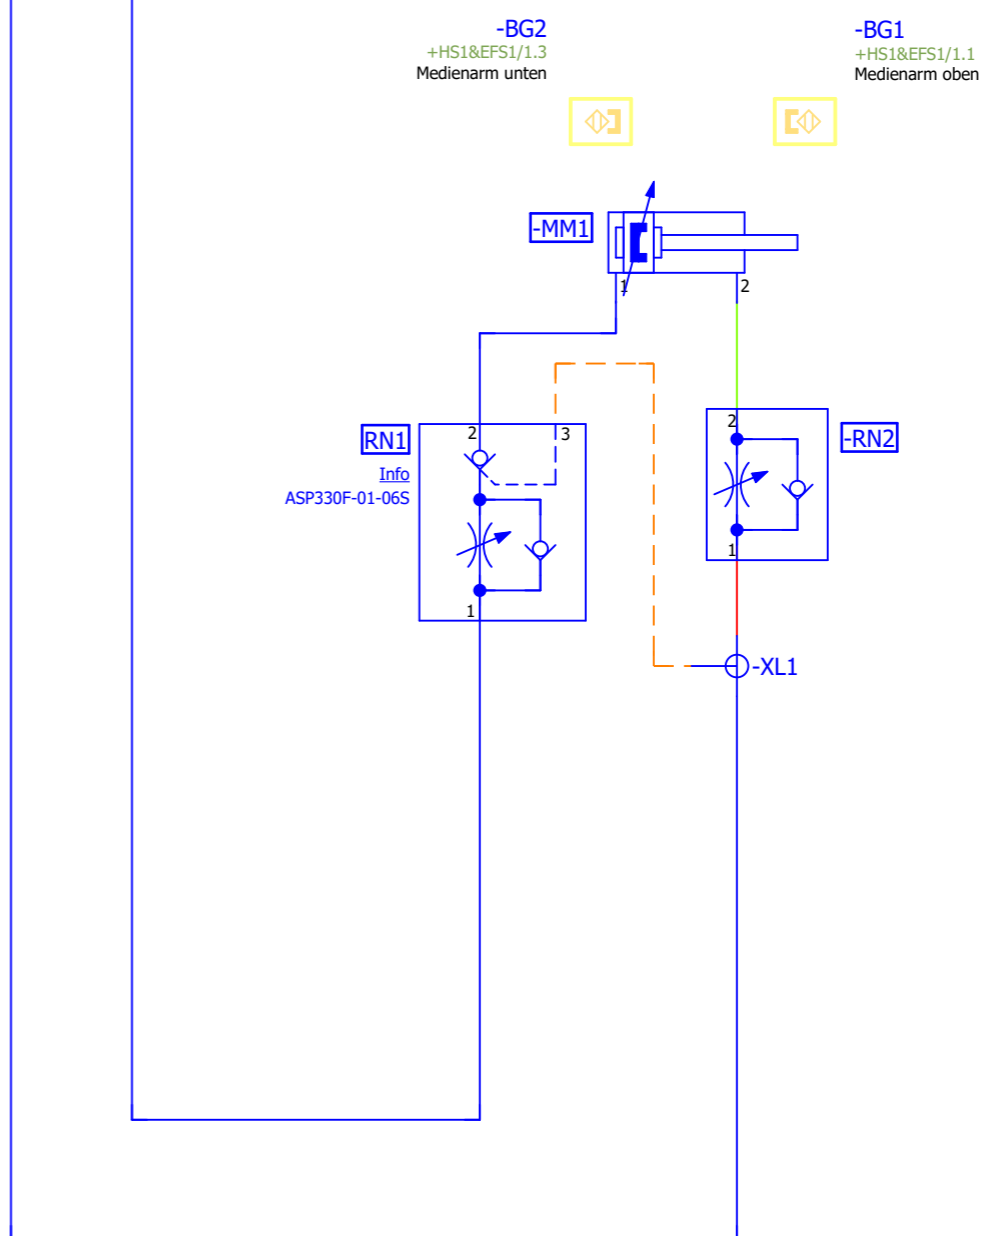 -BG2
+HS1&EFS1/1.3
Medienarm unten
-BG1
+HS1&EFS1/1.1
Medienarm oben
-MM1
1
2
RN1
Info
ASP330F-01-06S
2
3
1
2
-RN2
1
-XL1